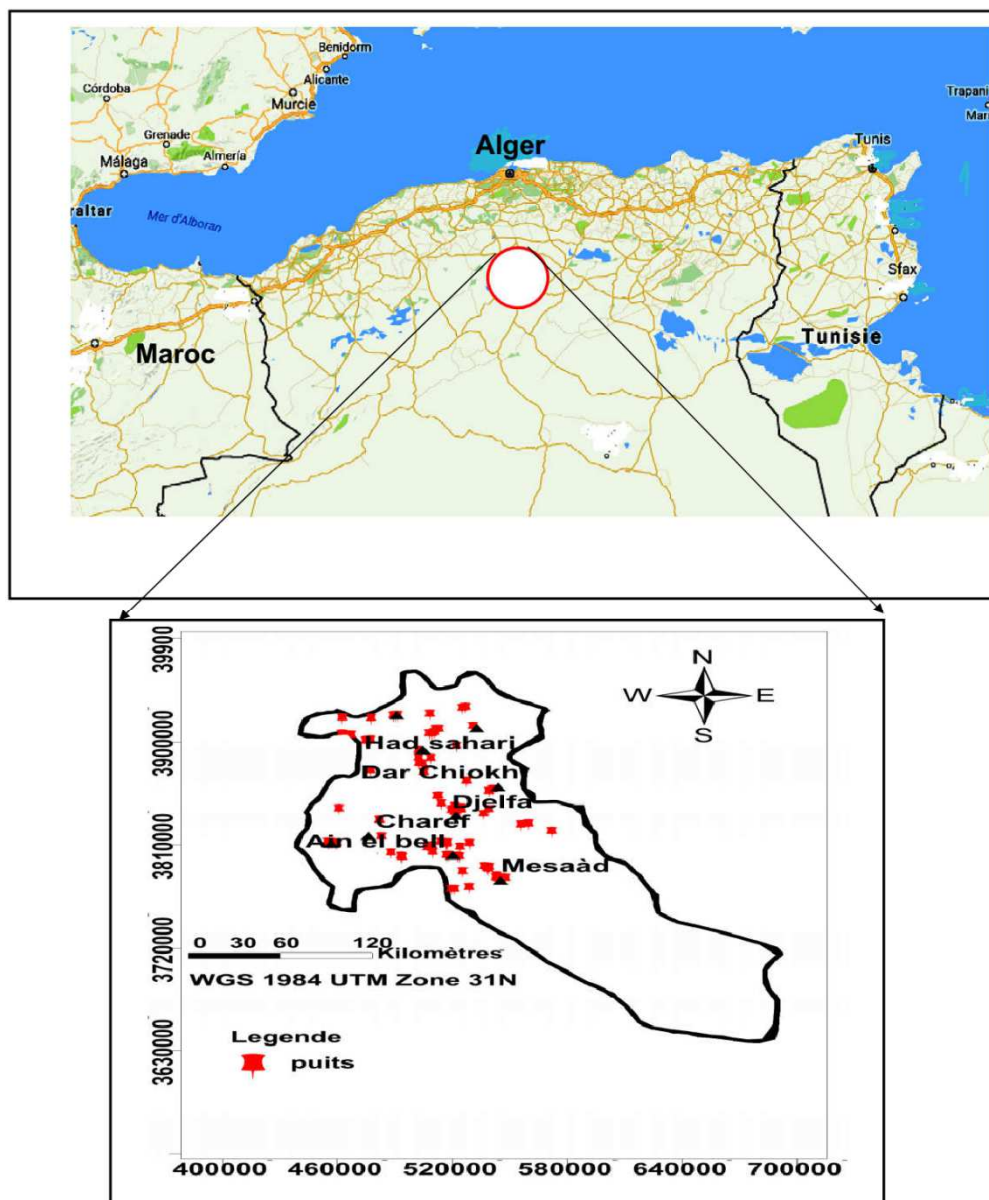 Benidorm
Alicante
Córdoba
Murcie
Trapani
Mar
Grenade
Almería
Málaga
Alger
Tunis
raltar
Mer d'Alboran
Sfax
Maroc
Tunisie
N
W E
S
39900
3900000
3810000
3720000
3630000
Had sahari
Dar Chiokh
Djelfa
Charef
Ain el bell
Mesaàd
0 30 60 120
Kilomètres
WGS 1984 UTM Zone 31N
Legende
puits
400000 460000 520000 580000 640000 700000